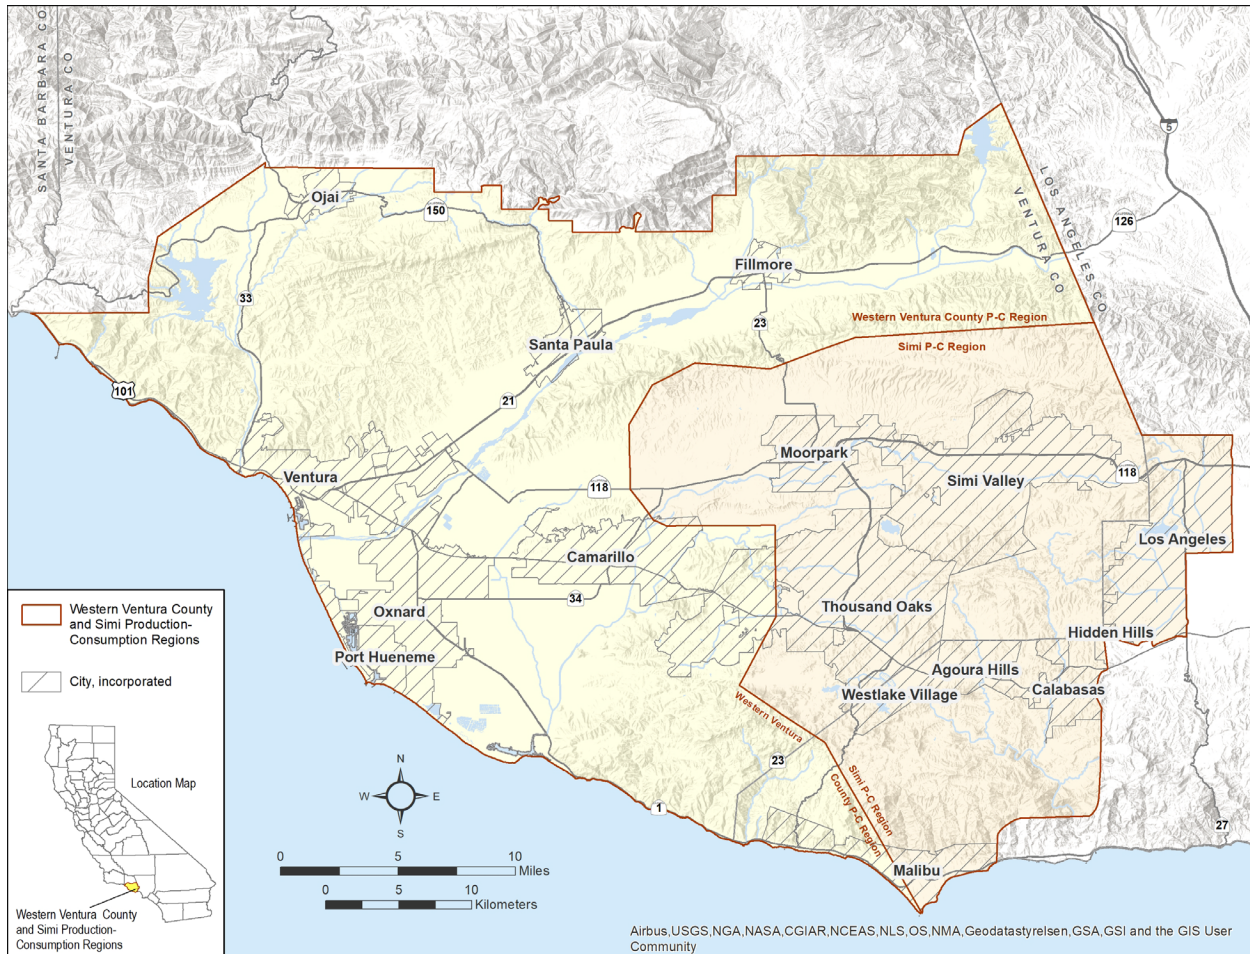 SANTA BARBARA CO
VENTURA CO
5
LOS ANGELES CO
VENTURA CO
Ojai
150
126
33
Fillmore
23
Western Ventura County P-C Region
Simi P-C Region
Santa Paula
101
21
Moorpark
Ventura
118
Simi Valley
118
Los Angeles
Camarillo
34
Oxnard
Thousand Oaks
Hidden Hills
Port Hueneme
Agoura Hills
Westlake Village
Calabasas
Western Ventura
County P-C Region
Simi P-C Region
23
1
27
Malibu
Western Ventura County
and Simi Production-
Consumption Regions
City, incorporated
Location Map
Western Ventura County
and Simi Production-
Consumption Regions
N
W
E
S
0 5 10
Miles
0 5 10
Kilometers
Airbus,USGS,NGA,NASA,CGIAR,NCEAS,NLS,OS,NMA,Geodatastyrelsen,GSA,GSI and the GIS User
Community